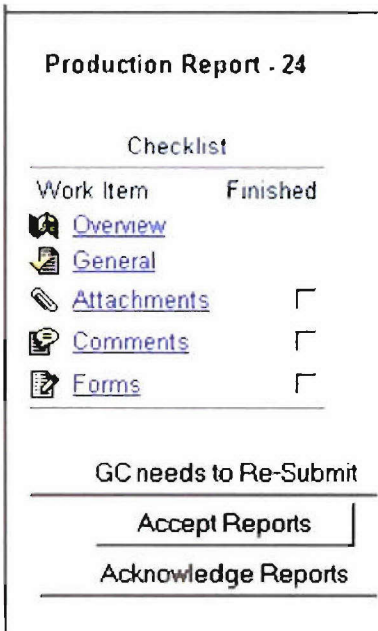 Production Report - 24
Checklist
Work Item Finished
Overview
General
Attachments
Comments
Forms
GC needs to Re-Submit
Accept Reports
Acknowledge Reports